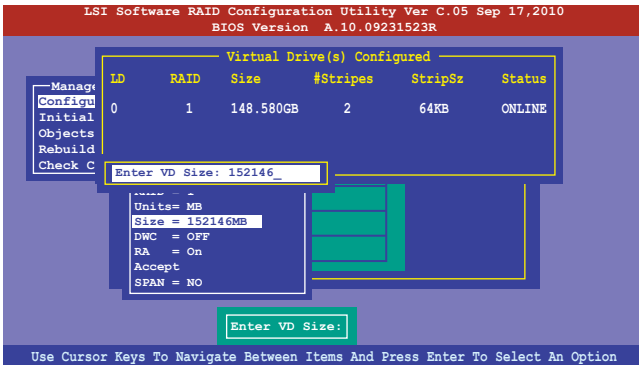 LSI Software RAID Configuration Utility Ver C.05 Sep 17,2010
BIOS Version A.10.09231523R
Virtual Drive(s) Configured
LD RAID Size #Stripes StripSz Status
0 1 148.580GB 2 64KB ONLINE
Manage
Configu
Initial
Objects
Rebuild
Check C
Enter VD Size: 152146_
RAID = 1
Units= MB
Size = 152146MB
DWC = OFF
RA = On
Accept
SPAN = NO
Enter VD Size:
Use Cursor Keys To Navigate Between Items And Press Enter To Select An Option